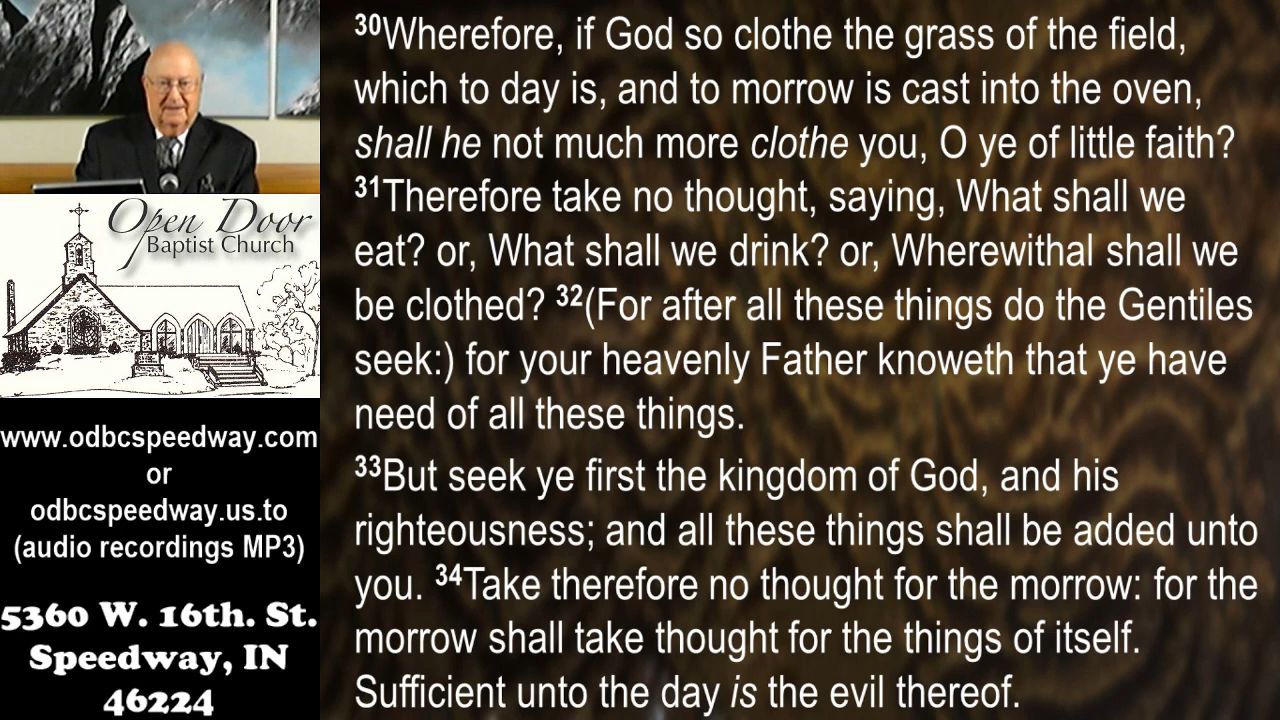 Open Door
Baptist Church
www.odbcspeedway.com
or
odbcspeedway.us.to
(audio recordings MP3)
5360 W. 16th. St.
Speedway, IN
46224
30Wherefore, if God so clothe the grass of the field,
which to day is, and to morrow is cast into the oven,
shall he not much more clothe you, O ye of little faith?
31Therefore take no thought, saying, What shall we
eat? or, What shall we drink? or, Wherewithal shall we
be clothed? 32(For after all these things do the Gentiles
seek:) for your heavenly Father knoweth that ye have
need of all these things.
33But seek ye first the kingdom of God, and his
righteousness; and all these things shall be added unto
you. 34Take therefore no thought for the morrow: for the
morrow shall take thought for the things of itself.
Sufficient unto the day is the evil thereof.